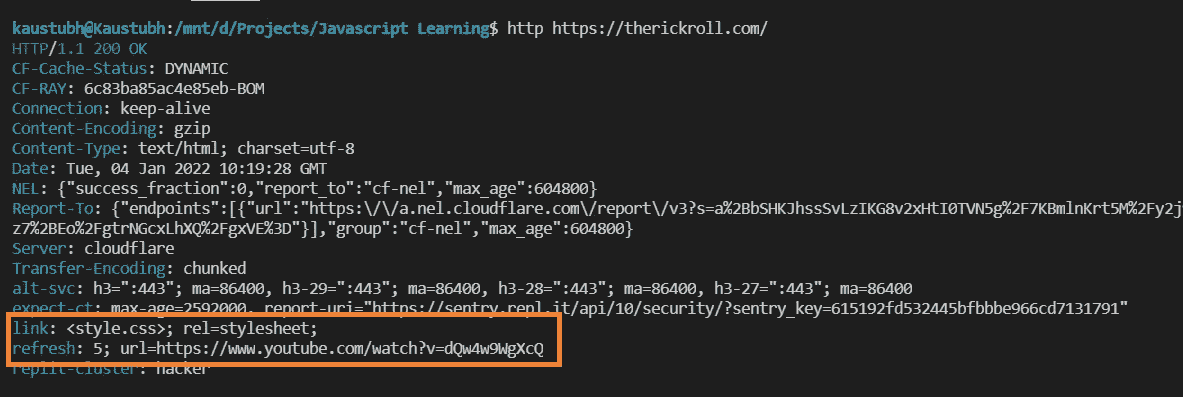 kaustubh@Kaustubh:/mnt/d/Projects/Javascript Learning$ http https://therickroll.com/
HTTP/1.1 200 OK
CF-Cache-Status: DYNAMIC
CF-RAY: 6c83ba85ac4e85eb-BOM
Connection: keep-alive
Content-Encoding: gzip
Content-Type: text/html; charset=utf-8
Date: Tue, 04 Jan 2022 10:19:28 GMT
NEL: {"success_fraction":0,"report_to":"cf-nel","max_age":604800}
Report-To: {"endpoints":[{"url":"https:\/\/a.nel.cloudflare.com\/report\/v3?s=a%2BbSHKJhssSvLzIKG8v2xHtI0TVN5g%2F7KBmlnKrt5M%2Fy2j
z7%2BEo%2FgtrNGcxLhXQ%2FgxVE%3D"}],"group":"cf-nel","max_age":604800}
Server: cloudflare
Transfer-Encoding: chunked
alt-svc: h3=":443"; ma=86400, h3-29=":443"; ma=86400, h3-28=":443"; ma=86400, h3-27=":443"; ma=86400
expect-ct: max-age=2592000, report-uri="https://sentry.repl.it/api/10/security/?sentry_key=615192fd532445bfbbbe966cd7131791"
link: <style.css>; rel=stylesheet;
refresh: 5; url=https://www.youtube.com/watch?v=dQw4w9WgXcQ
replit-cluster: hacker